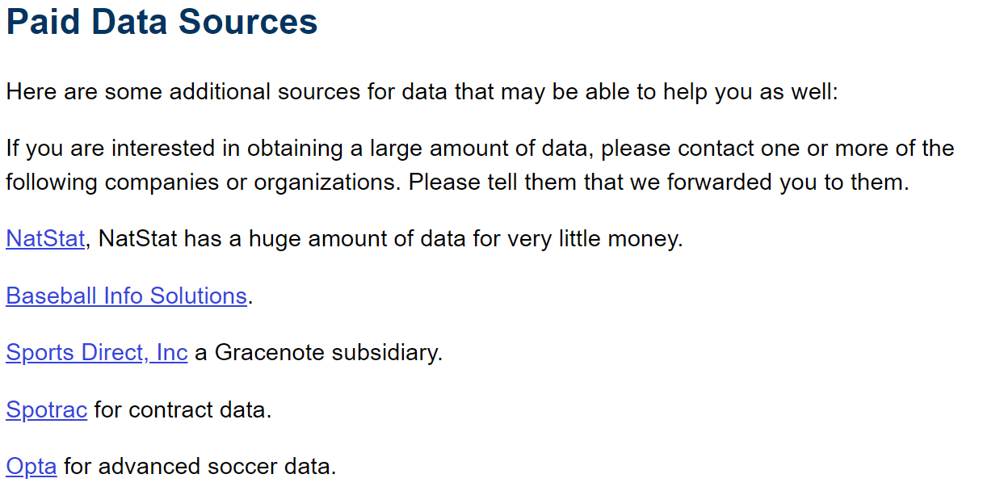 Paid Data Sources
Here are some additional sources for data that may be able to help you as well:
If you are interested in obtaining a large amount of data, please contact one or more of the
following companies or organizations. Please tell them that we forwarded you to them.
NatStat, NatStat has a huge amount of data for very little money.
Baseball Info Solutions.
Sports Direct, Inc a Gracenote subsidiary.
Spotrac for contract data.
Opta for advanced soccer data.